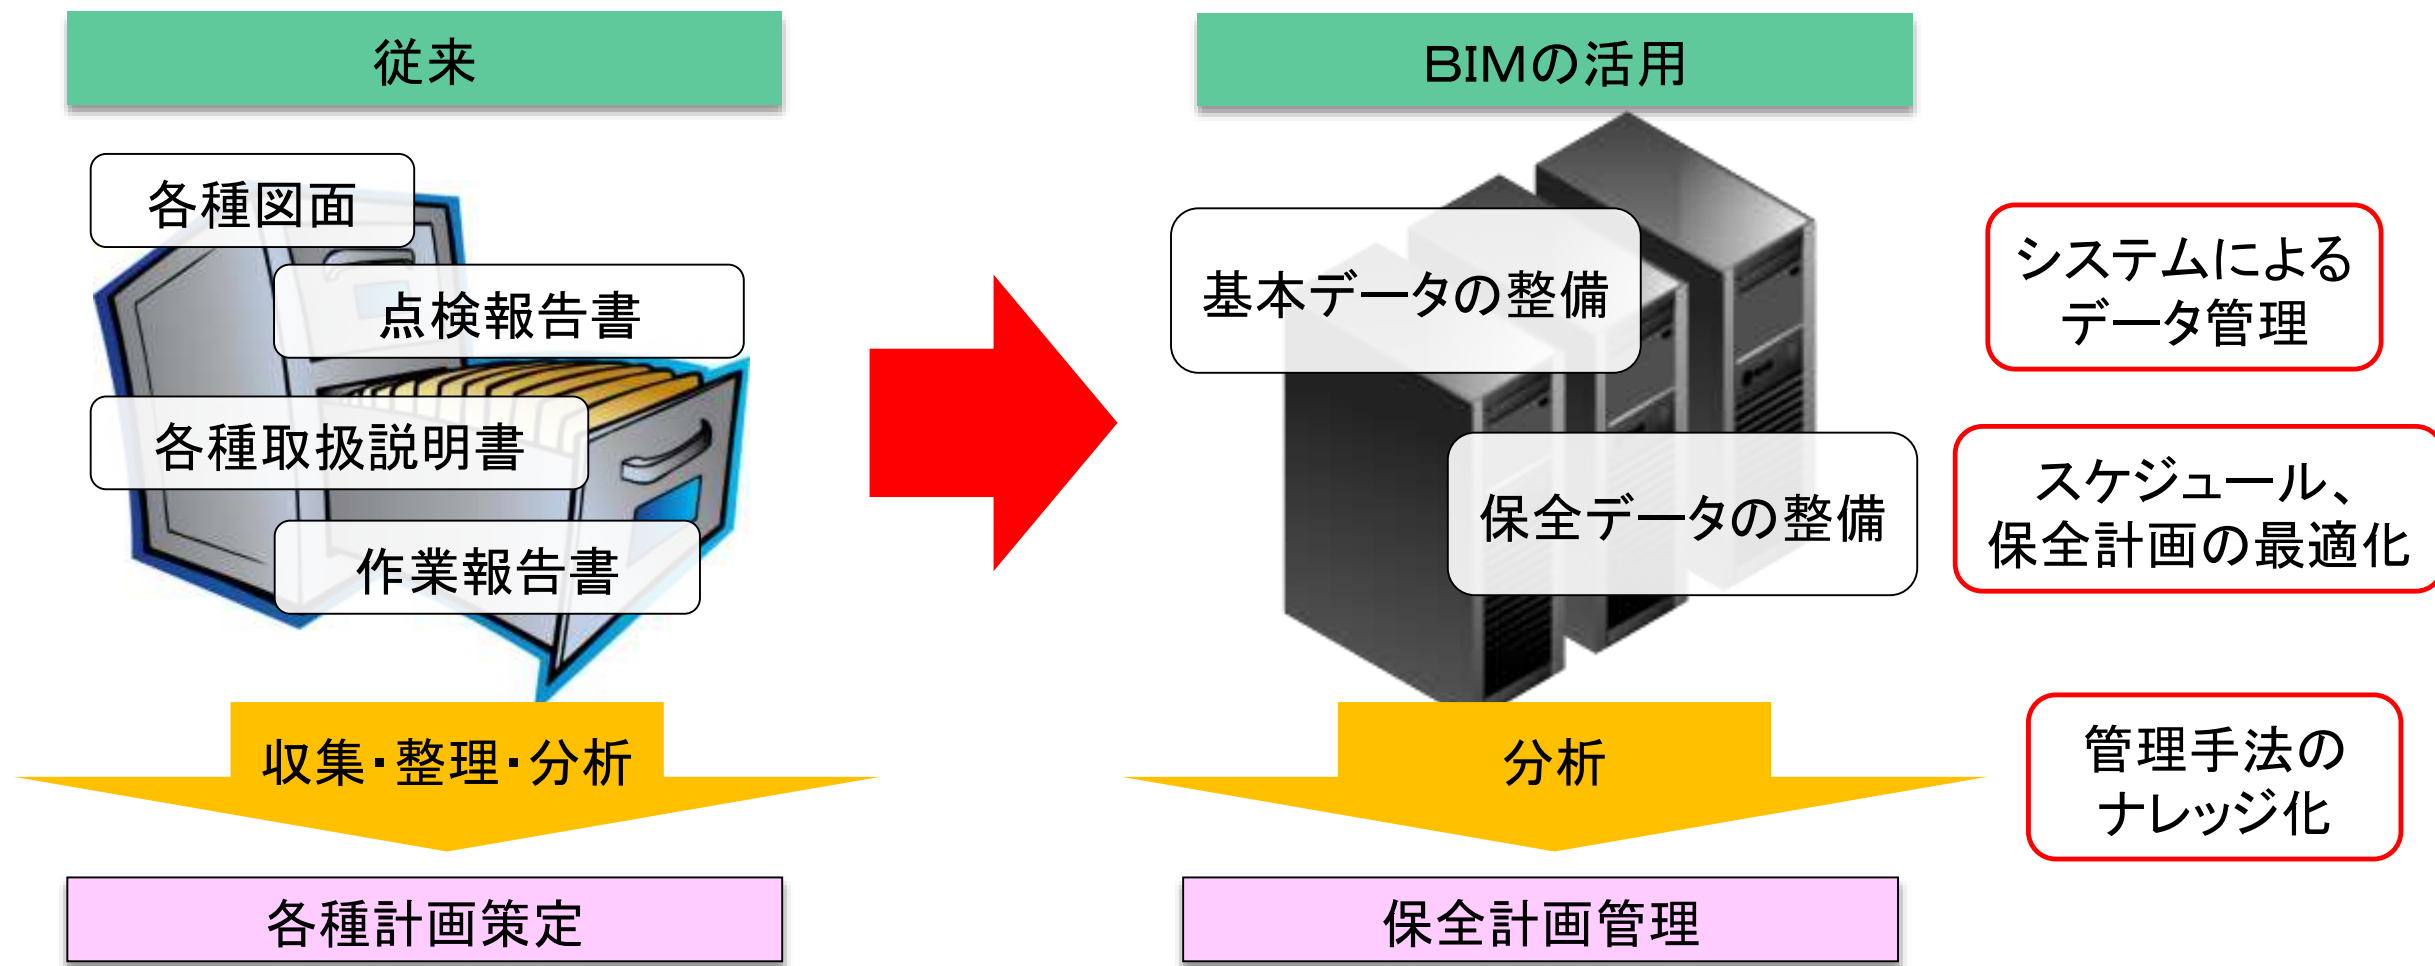 従来
各種図面
点検報告書
各種取扱説明書
作業報告書
収集・整理・分析
各種計画策定
BIMの活用
基本データの整備
保全データの整備
分析
保全計画管理
システムによる
データ管理
スケジュール、
保全計画の最適化
管理手法の
ナレッジ化